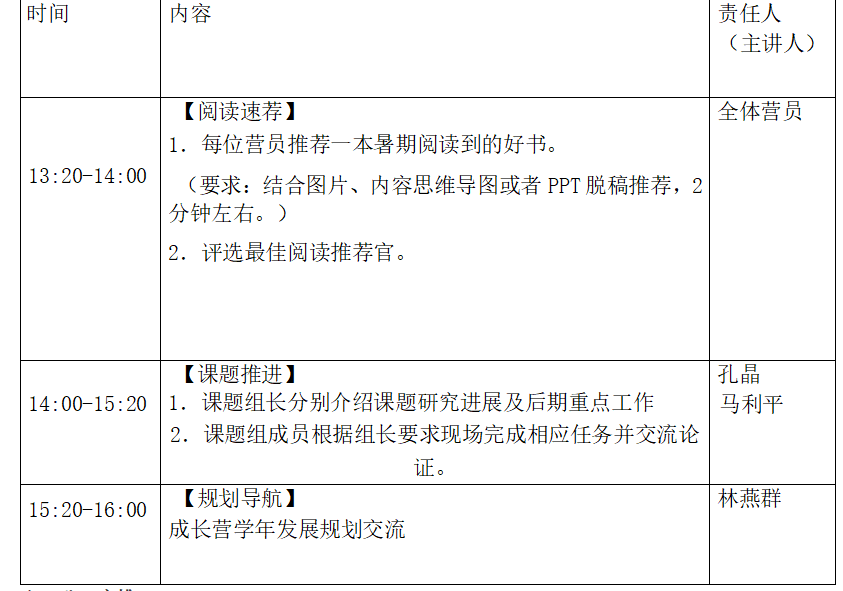 时间
内容
责任人
（主讲人）
13:20-14:00
【阅读速荐】
1. 每位营员推荐一本暑期阅读到的好书。
（要求：结合图片、内容思维导图或者 PPT 脱稿推荐，2
分钟左右。）
2. 评选最佳阅读推荐官。
全体营员
14:00-15:20
【课题推进】
1. 课题组长分别介绍课题研究进展及后期重点工作
2. 课题组成员根据组长要求现场完成相应任务并交流论
证。
孔晶
马利平
15:20-16:00
【规划导航】
成长营学年发展规划交流
林燕群